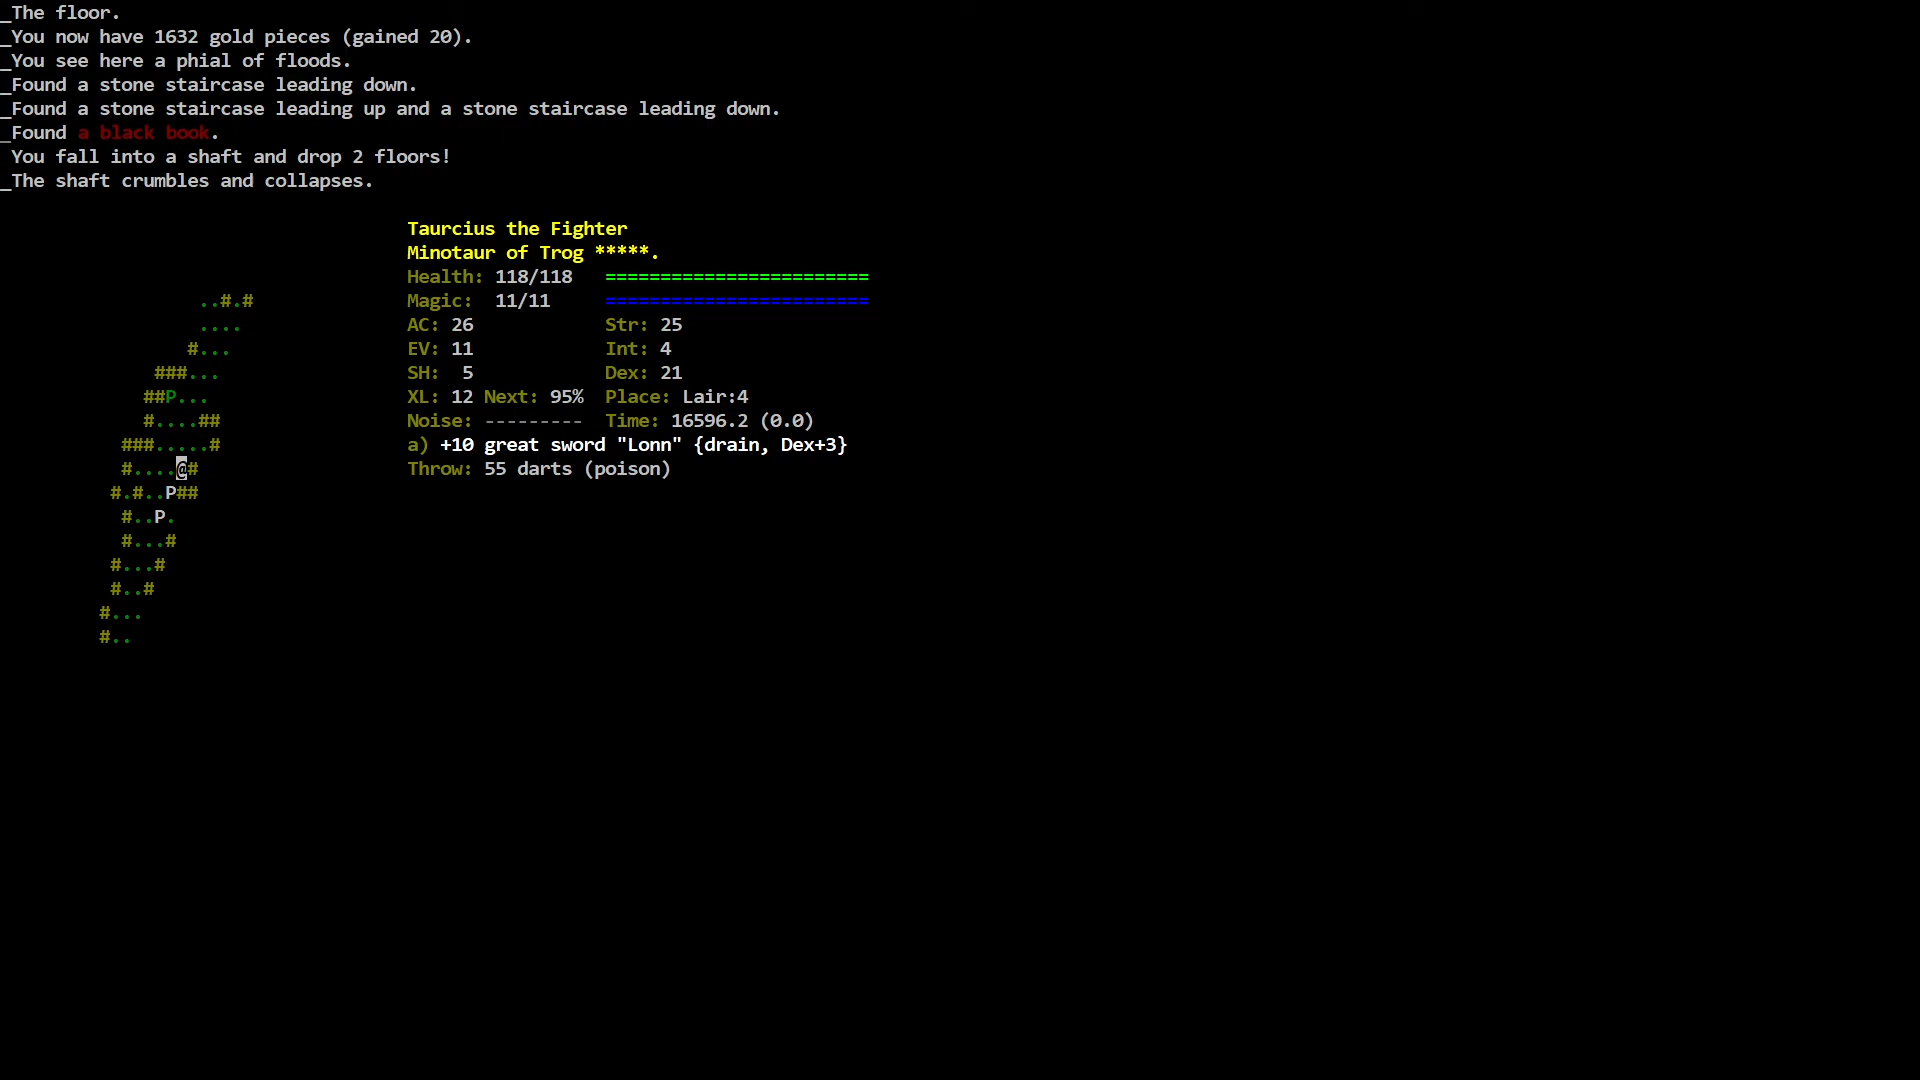 _The floor.
_You now have 1632 gold pieces (gained 20).
_You see here a phial of floods.
_Found a stone staircase leading down.
_Found a stone staircase leading up and a stone staircase leading down.
_Found a black book.
 You fall into a shaft and drop 2 floors!
_The shaft crumbles and collapses.
Taurcius the Fighter
Minotaur of Trog *****.
Health: 118/118 ========================
..#.# Magic: 11/11 ========================
.... AC: 26 Str: 25
#... EV: 11 Int: 4
###... SH: 5 Dex: 21
##P... XL: 12 Next: 95% Place: Lair:4
#....## Noise: --------- Time: 16596.2 (0.0)
###.....# a) +10 great sword "Lonn" {drain, Dex+3}
#....@# Throw: 55 darts (poison)
#.#..P##
#..P.
#...#
#...#
#..#
#...
#..